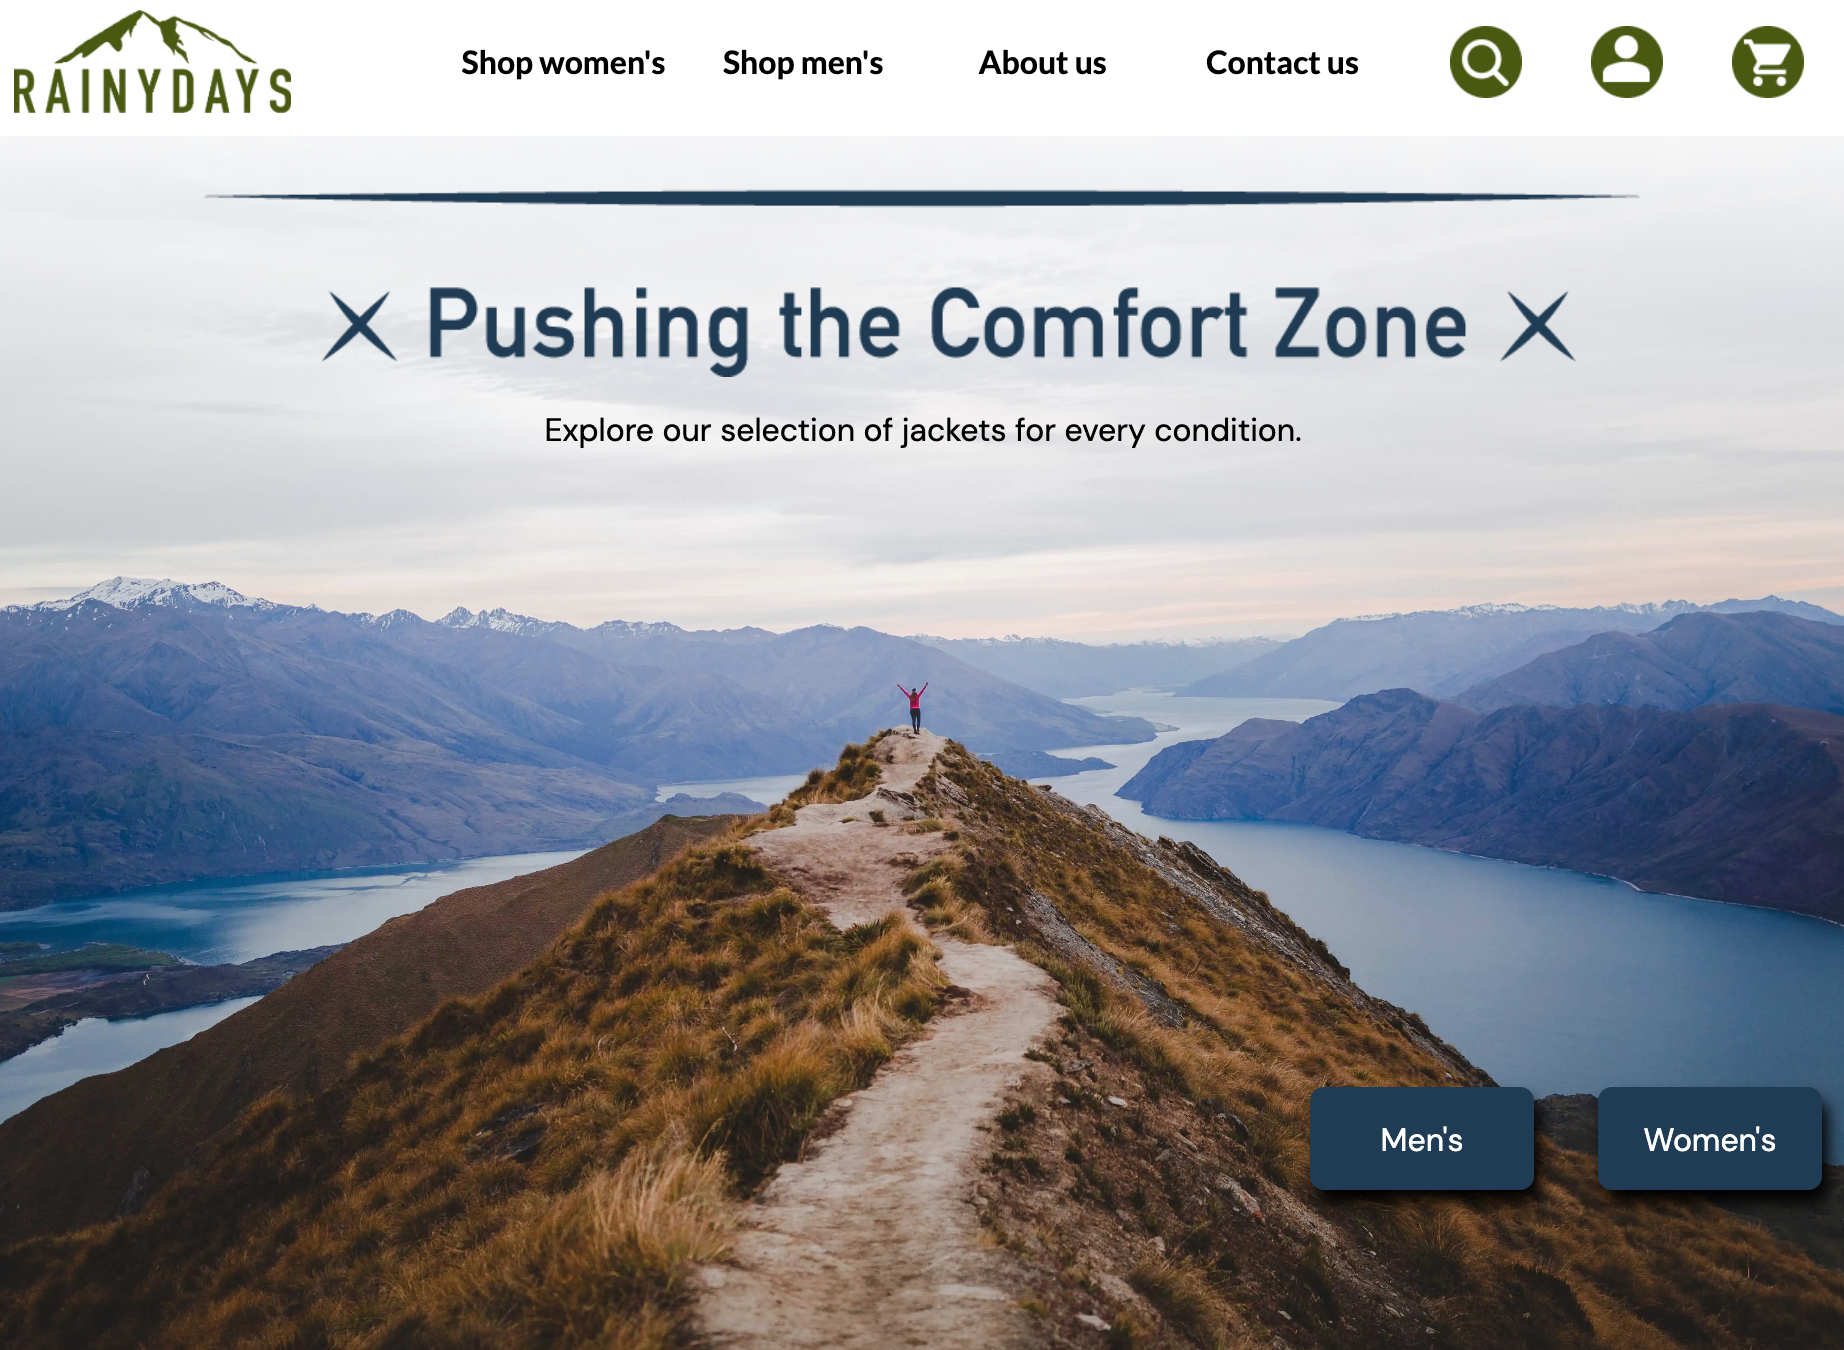 RAINYDAYS
Shop women's Shop men's About us Contact us
Pushing the Comfort Zone
Explore our selection of jackets for every condition.
Men's Women's